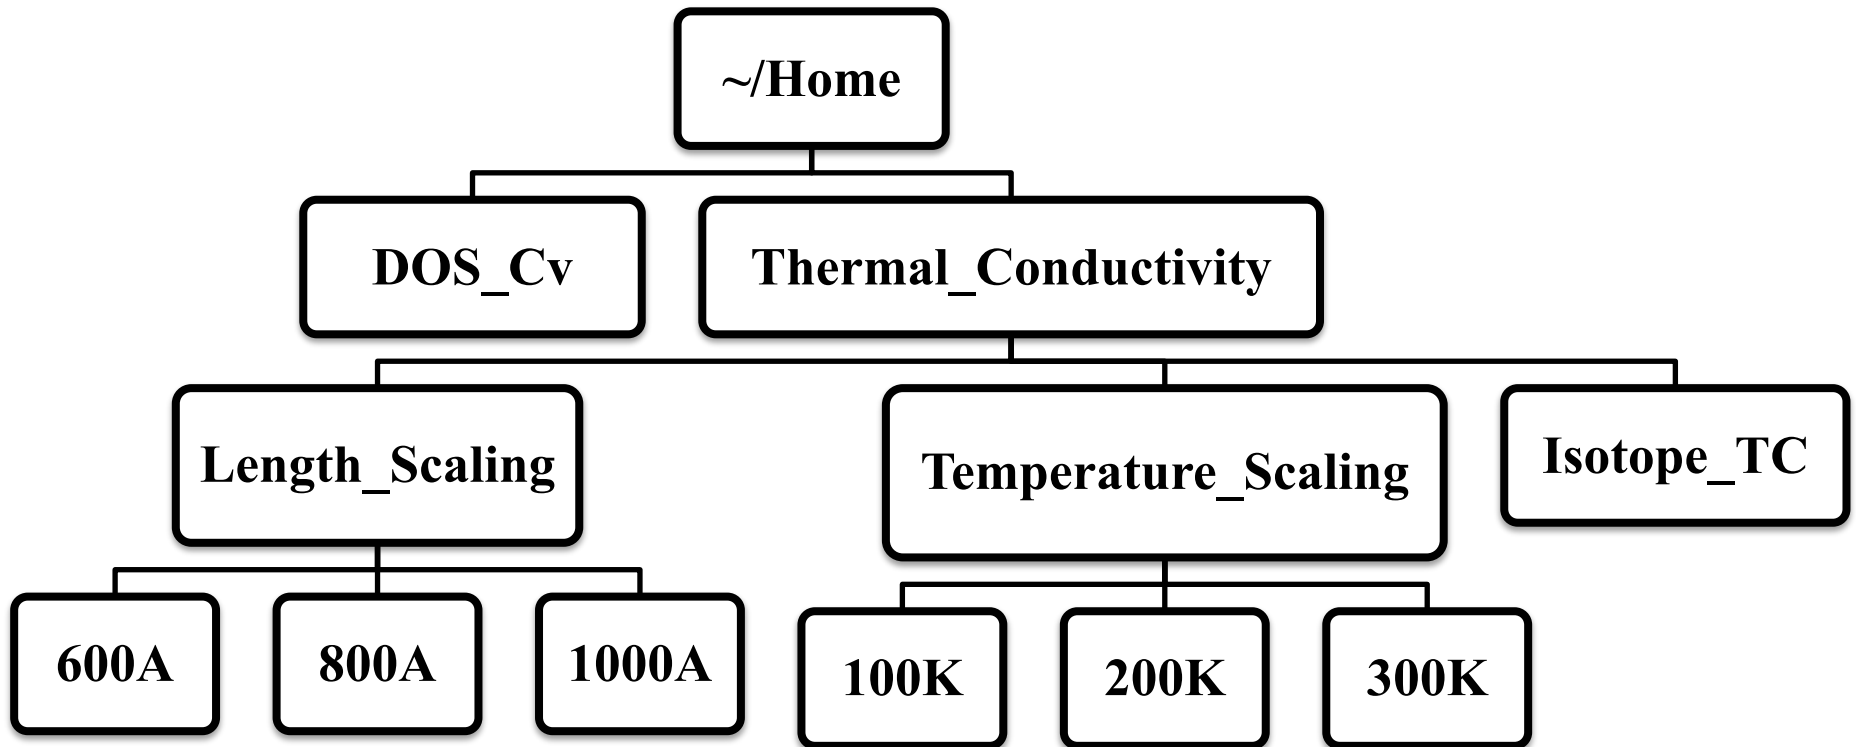 ~/Home
DOS_Cv
Thermal_Conductivity
Length_Scaling
Temperature_Scaling
Isotope_TC
600A
800A
1000A
100K
200K
300K